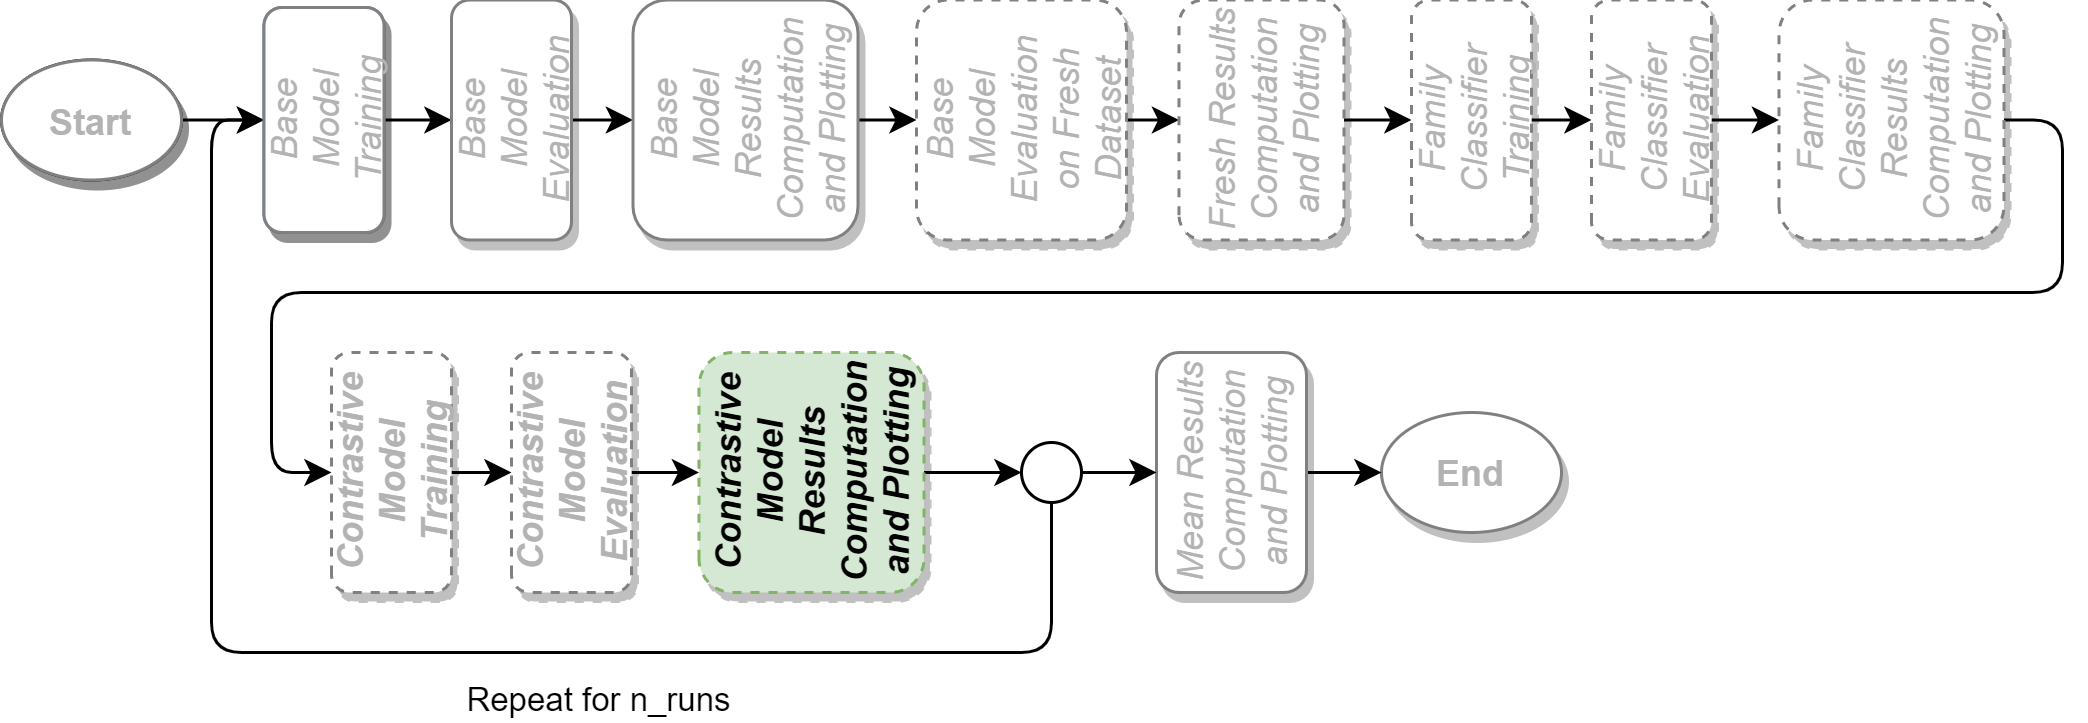 Start
Base
Model
Training
Base
Model
Evaluation
Base
Model
Results
Computation
and Plotting
Base
Model
Evaluation
on Fresh
Dataset
Fresh Results
Computation
and Plotting
Family
Classifier
Training
Family
Classifier
Evaluation
Family
Classifier
Results
Computation
and Plotting
Contrastive
Model
Training
Contrastive
Model
Evaluation
Contrastive
Model
Results
Computation
and Plotting
Mean Results
Computation
and Plotting
End
Repeat for n_runs